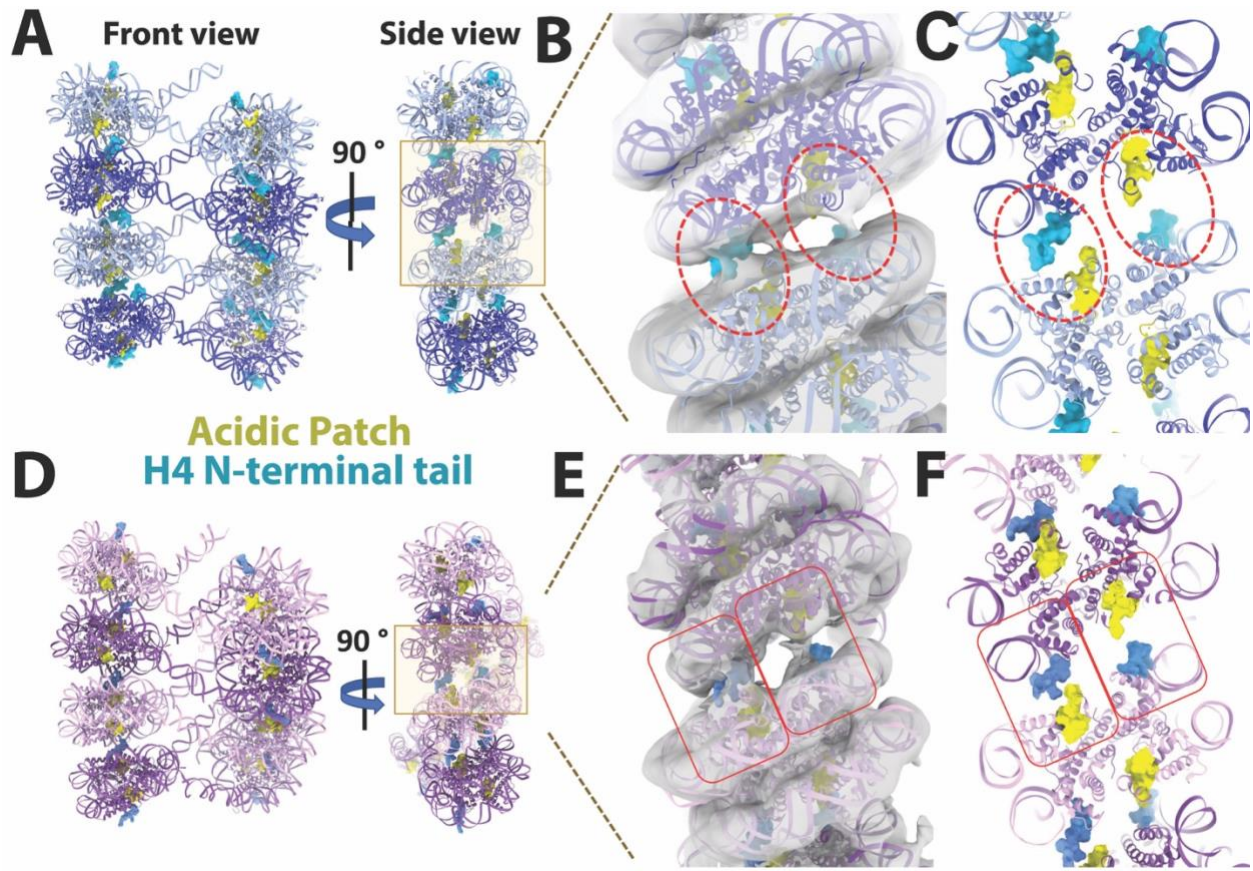 A
Front view
Side view
B
C
90 °
Acidic Patch
H4 N-terminal tail
D
E
F
90 °